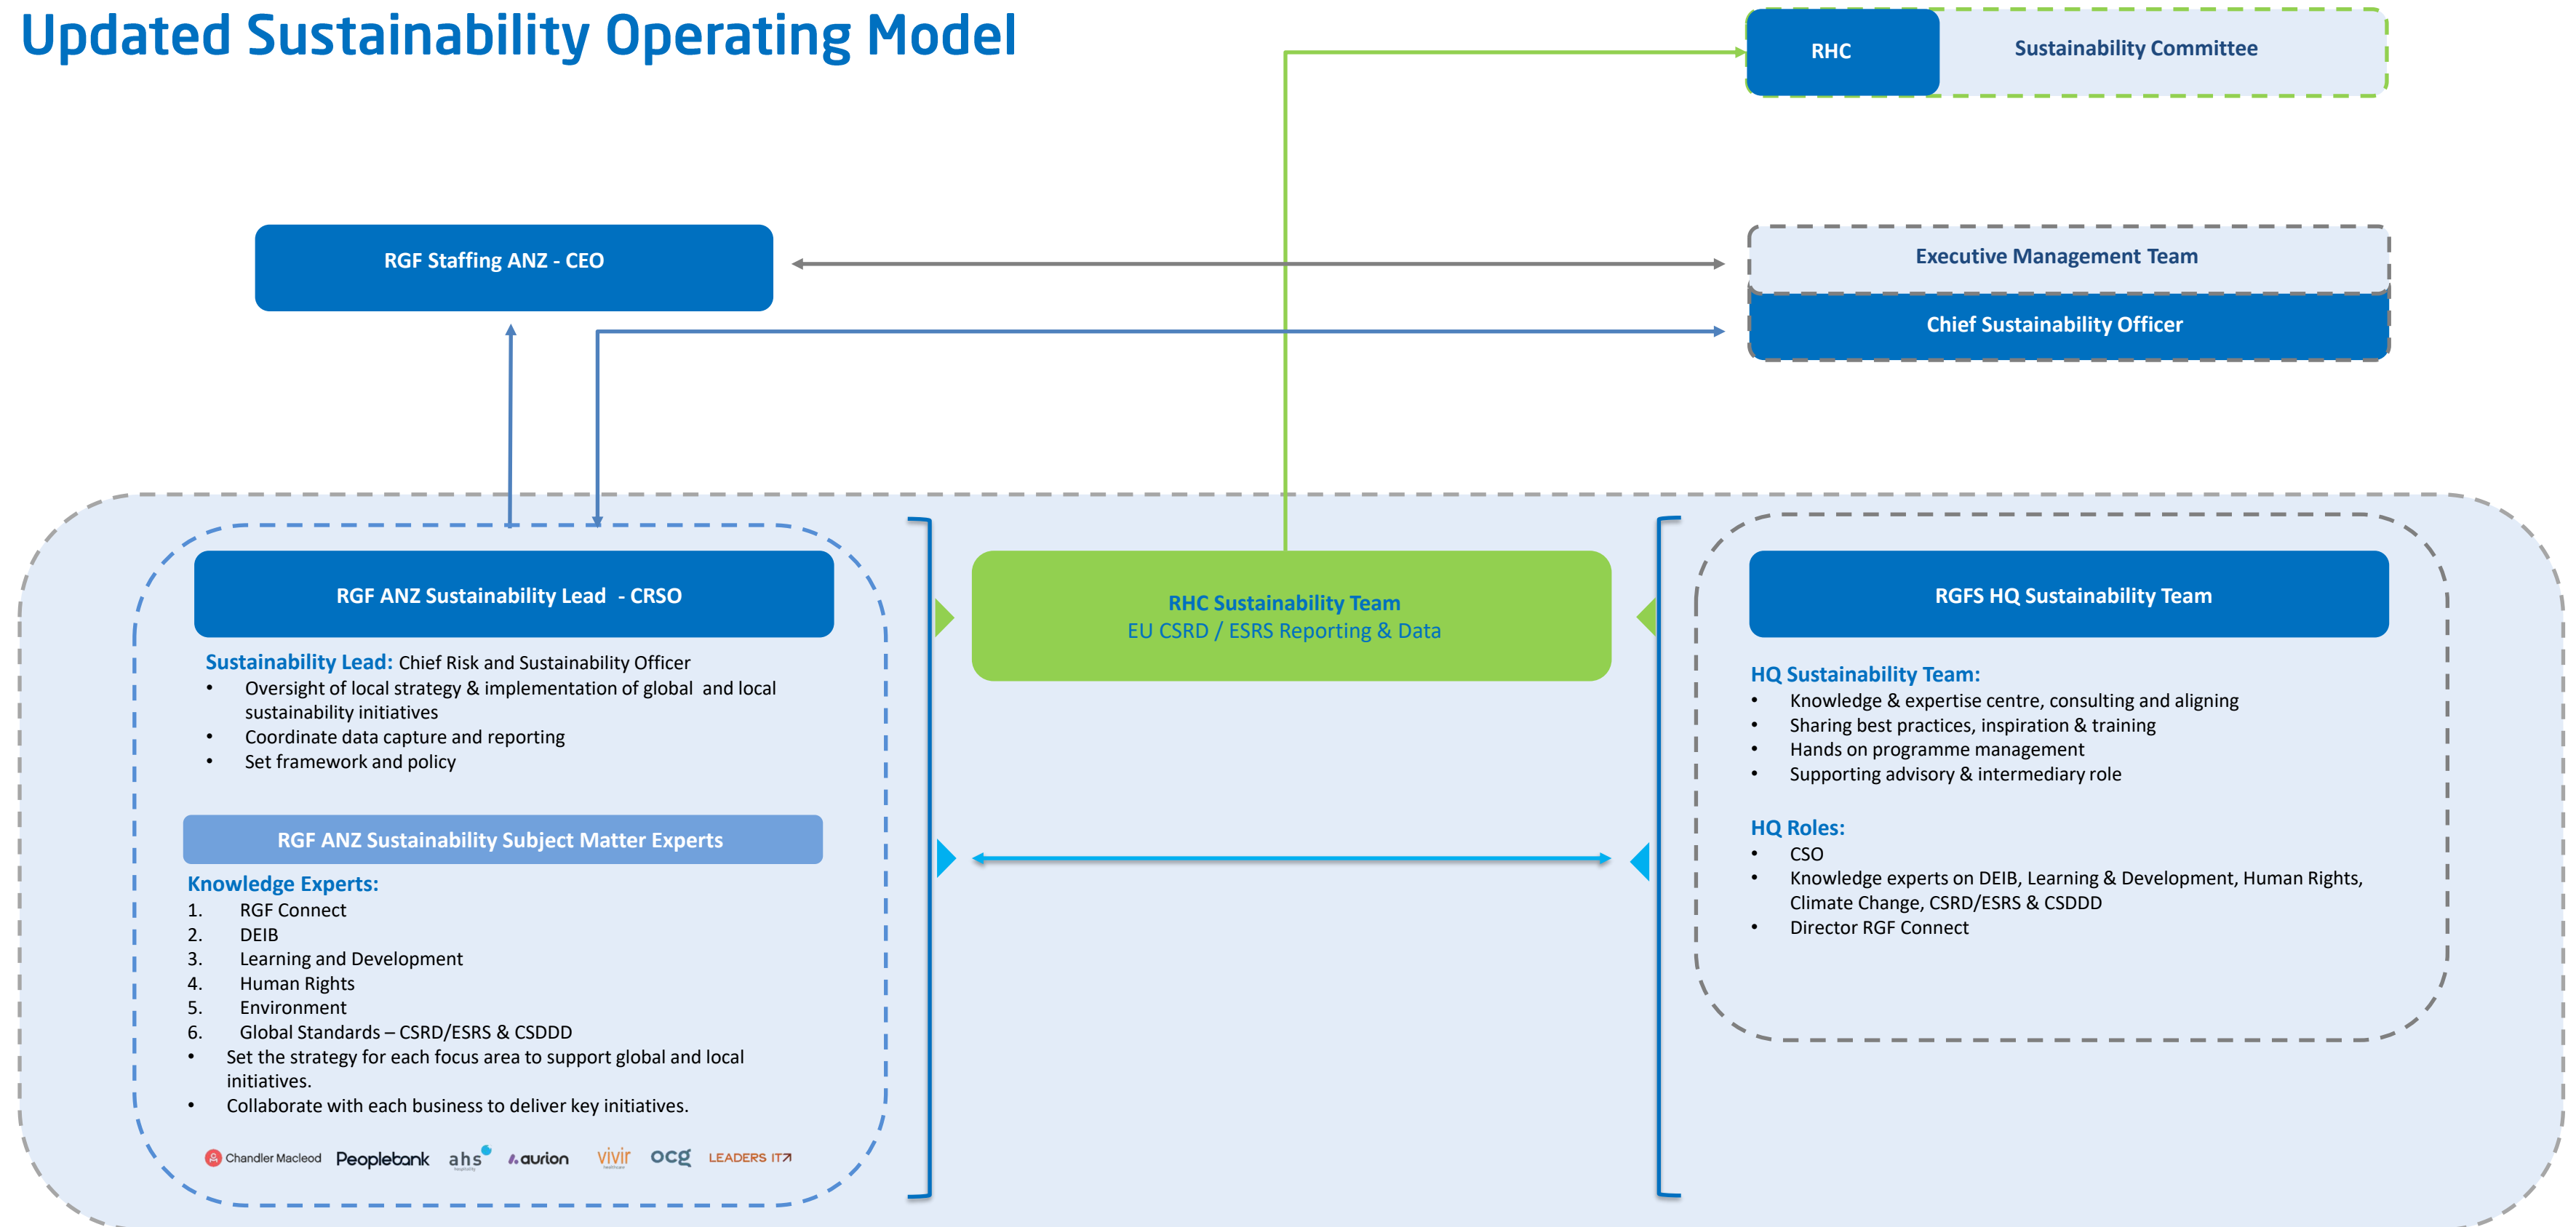 Updated Sustainability Operating Model
RHC
Sustainability Committee
RGF Staffing ANZ - CEO
Executive Management Team
Chief Sustainability Officer
RGF ANZ Sustainability Lead - CRSO
Sustainability Lead: Chief Risk and Sustainability Officer
• Oversight of local strategy & implementation of global and local
sustainability initiatives
• Coordinate data capture and reporting
• Set framework and policy
RGF ANZ Sustainability Subject Matter Experts
Knowledge Experts:
1. RGF Connect
2. DEIB
3. Learning and Development
4. Human Rights
5. Environment
6. Global Standards – CSRD/ESRS & CSDDD
• Set the strategy for each focus area to support global and local
initiatives.
• Collaborate with each business to deliver key initiatives.
Chandler Macleod
Peoplebank
ahs
hospitality
aurion
vivir
healthcare
ocg
LEADERS IT
RHC Sustainability Team
EU CSRD / ESRS Reporting & Data
RGFS HQ Sustainability Team
HQ Sustainability Team:
• Knowledge & expertise centre, consulting and aligning
• Sharing best practices, inspiration & training
• Hands on programme management
• Supporting advisory & intermediary role
HQ Roles:
• CSO
• Knowledge experts on DEIB, Learning & Development, Human Rights,
Climate Change, CSRD/ESRS & CSDDD
• Director RGF Connect